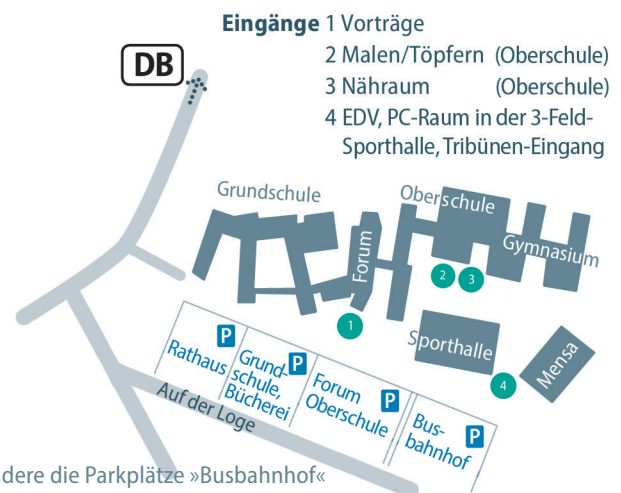 Eingänge 1 Vorträge
2 Malen/Töpfern (Oberschule)
3 Nähraum (Oberschule)
4 EDV, PC-Raum in der 3-Feld-
Sporthalle, Tribünen-Eingang
DB
Grundschule
Oberschule
Gymnasium
Forum
2
3
1
Sporthalle
4
Mensa
P
Rathaus
P
Grund-
schule,
Bücherei
P
Forum
Oberschule
P
Bus-
bahnhof
Auf der Loge
dere die Parkplätze »Busbahnhof«